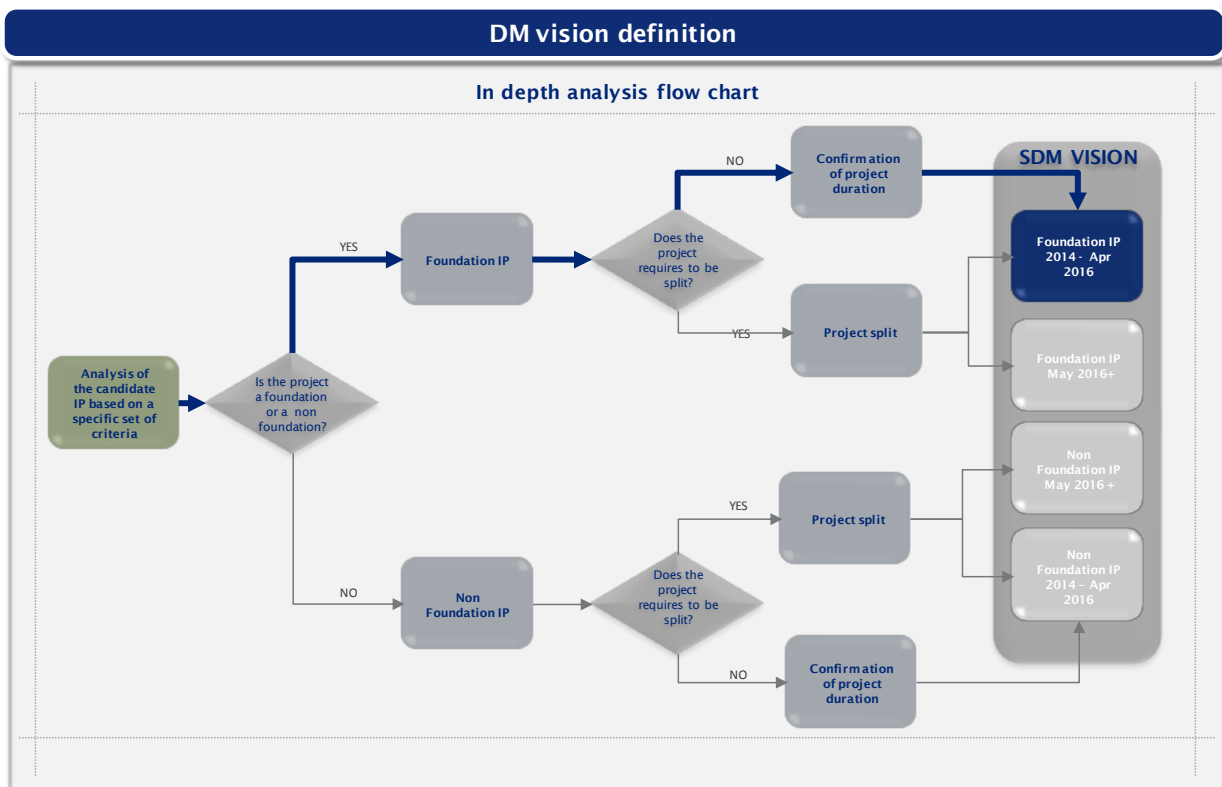 DM vision definition
In depth analysis flow chart
NO
Confirmation
of project
duration
SDM VISION
YES
Foundation IP
Does the
project
requires to be
split?
Foundation IP
2014 - Apr
2016
YES
Project split
Foundation IP
May 2016+
Analysis of
the candidate
IP based on a
specific set of
criteria
Is the project
a foundation
or a non
foundation?
Non
Foundation IP
May 2016 +
YES
Project split
Non
Foundation IP
2014 – Apr
2016
NO
Non
Foundation IP
Does the
project
requires to be
split?
NO
Confirmation
of project
duration